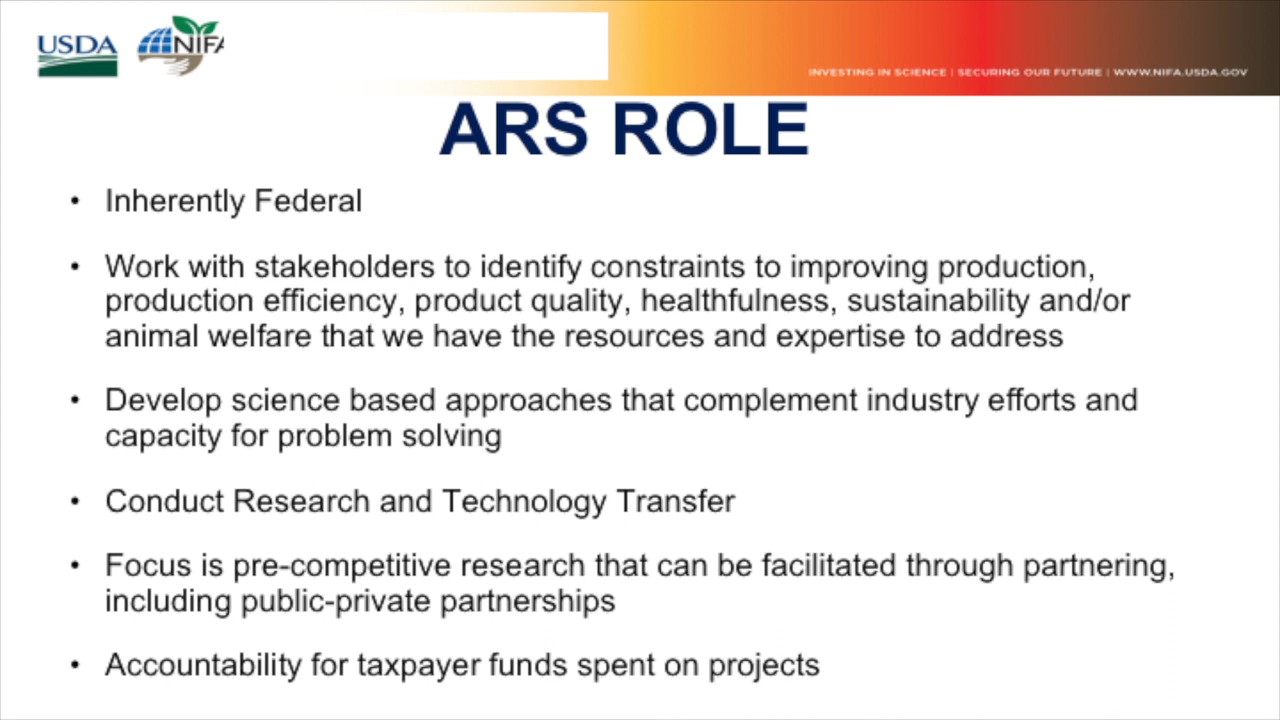 USDA
NIFA
INVESTING IN SCIENCE | SECURING OUR FUTURE | WWW.NIFA.USDA.GOV
ARS ROLE
• Inherently Federal
• Work with stakeholders to identify constraints to improving production,
production efficiency, product quality, healthfulness, sustainability and/or
animal welfare that we have the resources and expertise to address
• Develop science based approaches that complement industry efforts and
capacity for problem solving
• Conduct Research and Technology Transfer
• Focus is pre-competitive research that can be facilitated through partnering,
including public-private partnerships
• Accountability for taxpayer funds spent on projects